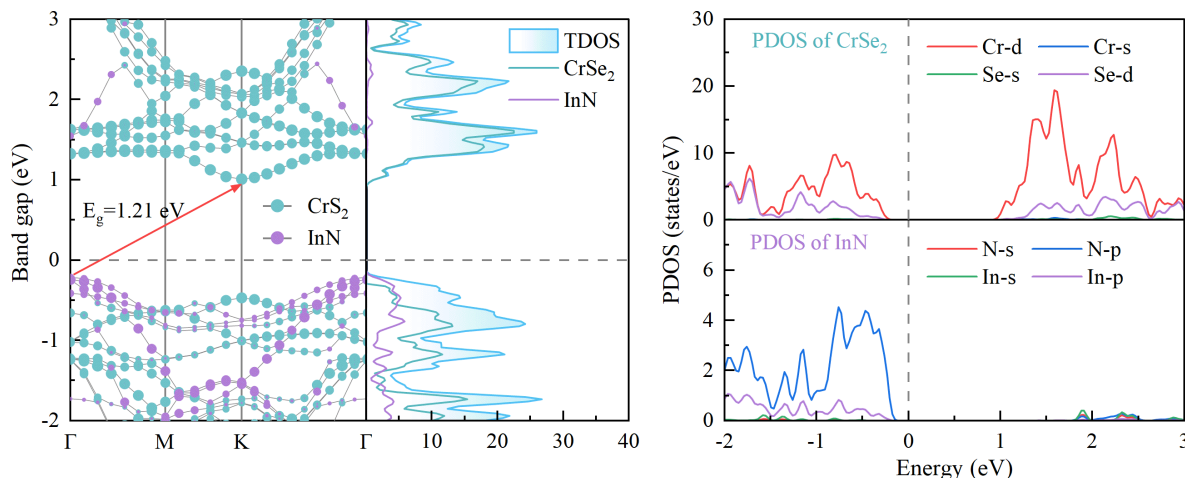 3
2
1
0
-1
-2
Band gap (eV)
E_g=1.21 eV
CrS₂
InN
Γ
M
K
Γ
TDOS
CrSe₂
InN
10
20
30
40
PDOS of CrSe₂
Cr-d
Cr-s
Se-s
Se-d
30
20
10
0
PDOS (states/eV)
PDOS of InN
N-s
N-p
In-s
In-p
6
4
2
0
-2
-1
0
1
2
3
Energy (eV)